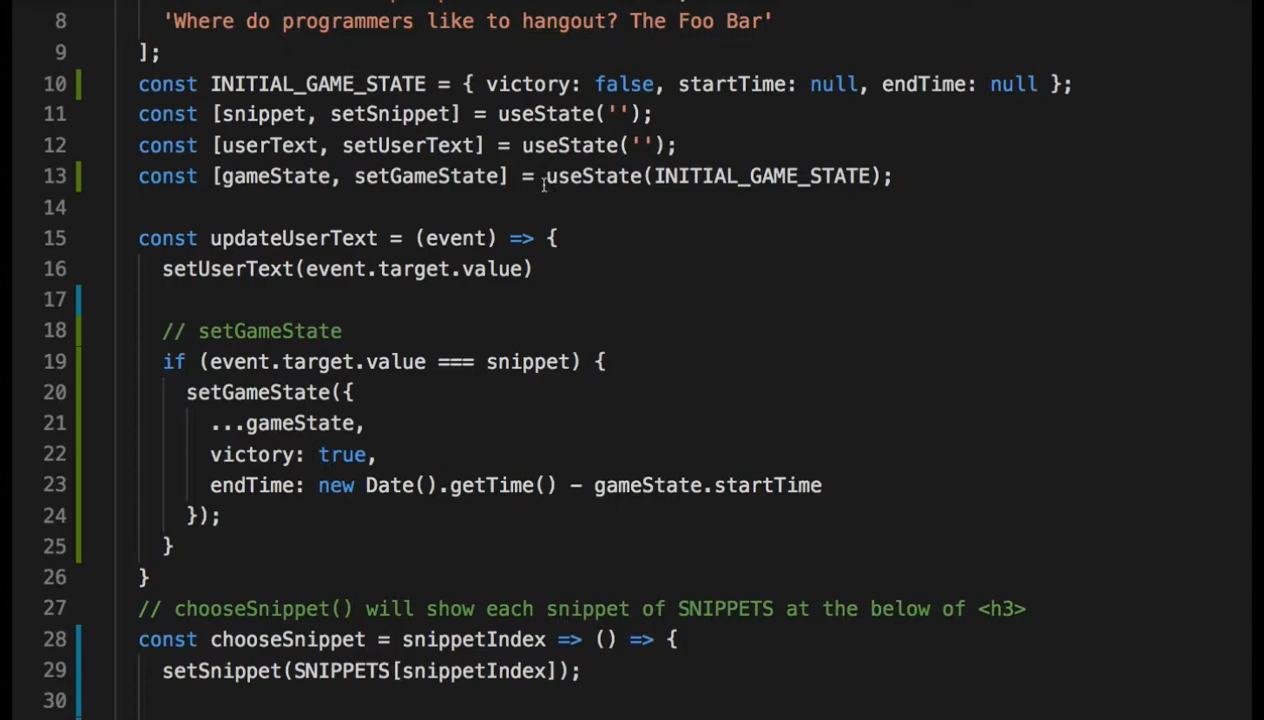 8 'Where do programmers like to hangout? The Foo Bar'
9 ];
10 const INITIAL_GAME_STATE = { victory: false, startTime: null, endTime: null };
11 const [snippet, setSnippet] = useState('');
12 const [userText, setUserText] = useState('');
13 const [gameState, setGameState] = useState(INITIAL_GAME_STATE);
14
15 const updateUserText = (event) => {
16 setUserText(event.target.value)
17
18 // setGameState
19 if (event.target.value === snippet) {
20 setGameState({
21 ...gameState,
22 victory: true,
23 endTime: new Date().getTime() - gameState.startTime
24 });
25 }
26 }
27 // chooseSnippet() will show each snippet of SNIPPETS at the below of <h3>
28 const chooseSnippet = snippetIndex => () => {
29 setSnippet(SNIPPETS[snippetIndex]);
30